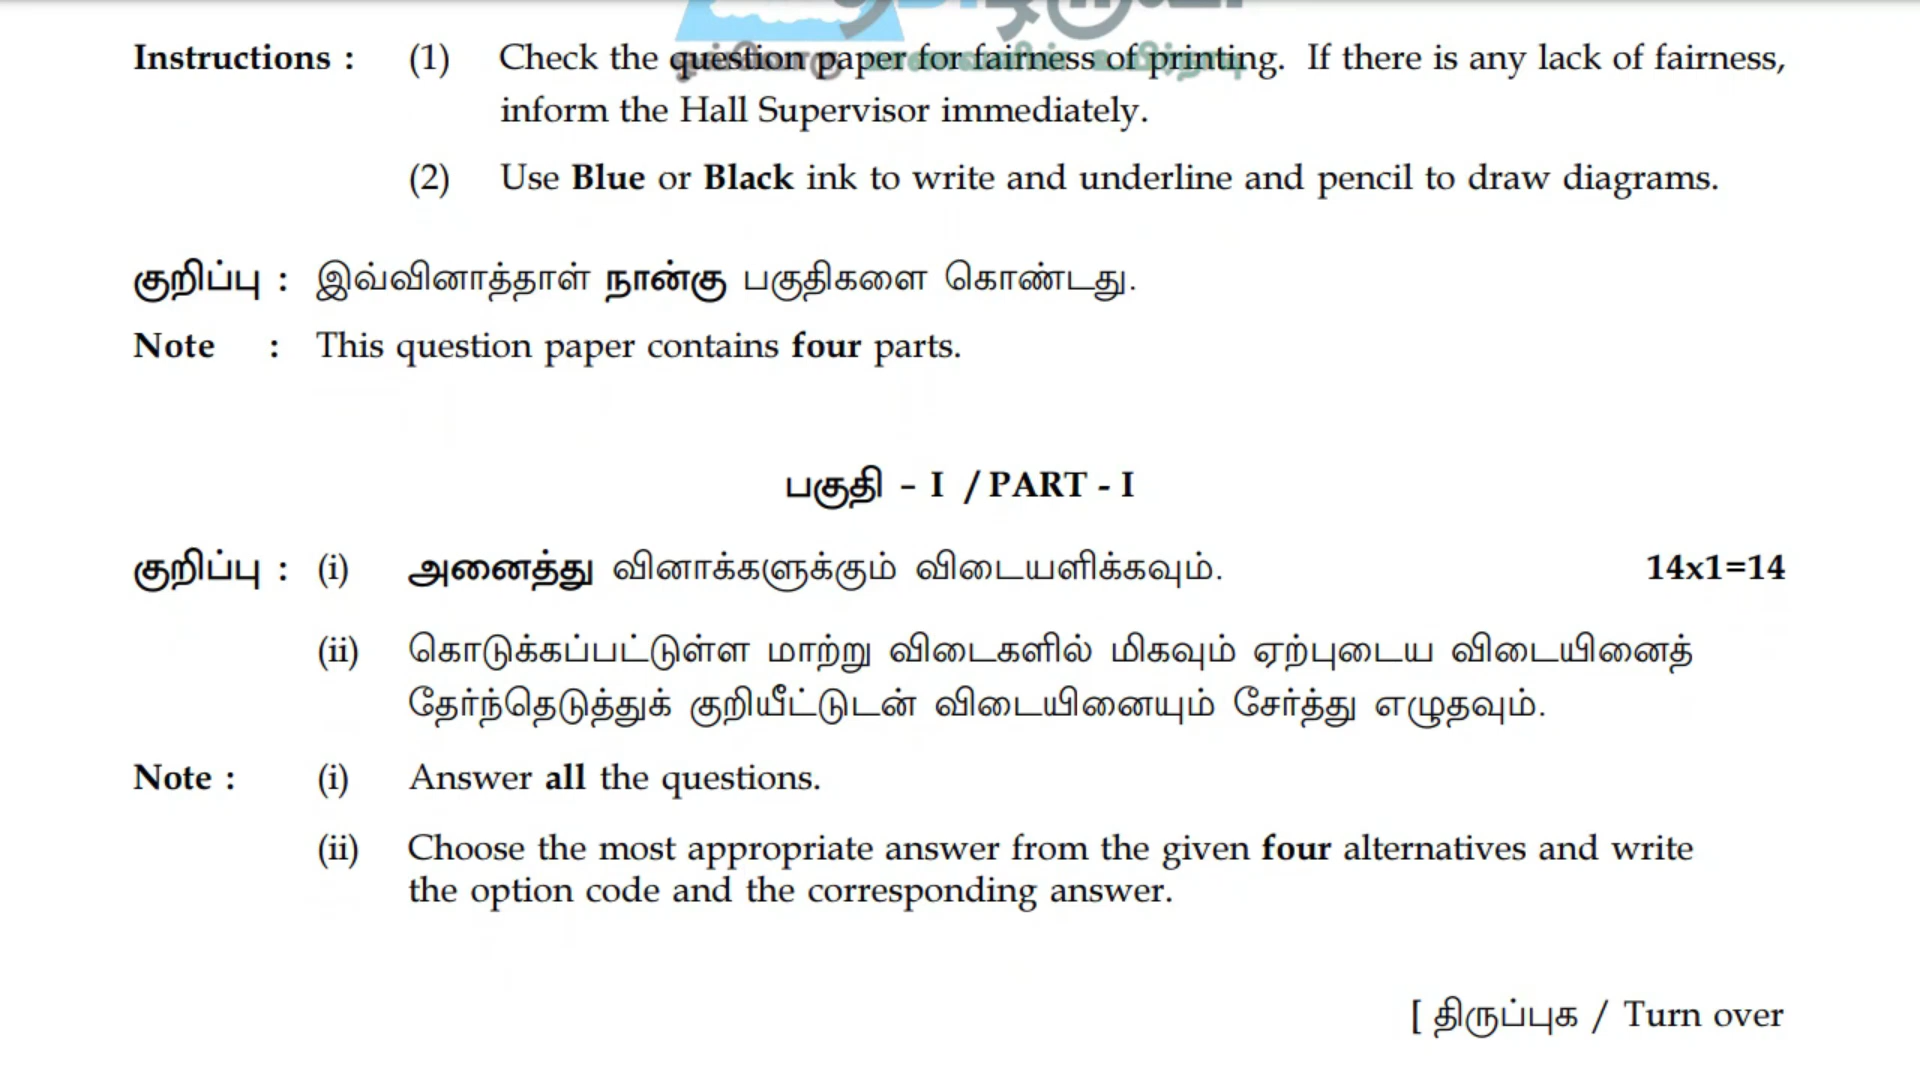 Instructions : (1) Check the question paper for fairness of printing. If there is any lack of fairness,
inform the Hall Supervisor immediately.
(2) Use Blue or Black ink to write and underline and pencil to draw diagrams.
குறிப்பு : இவ்வினாத்தாள் நான்கு பகுதிகளை கொண்டது.
Note : This question paper contains four parts.
பகுதி – I / PART - I
குறிப்பு : (i) அனைத்து வினாக்களுக்கும் விடையளிக்கவும். 14x1=14
(ii) கொடுக்கப்பட்டுள்ள மாற்று விடைகளில் மிகவும் ஏற்புடைய விடையினைத்
தேர்ந்தெடுத்துக் குறியீட்டுடன் விடையினையும் சேர்த்து எழுதவும்.
Note : (i) Answer all the questions.
(ii) Choose the most appropriate answer from the given four alternatives and write
the option code and the corresponding answer.
[ திருப்புக / Turn over